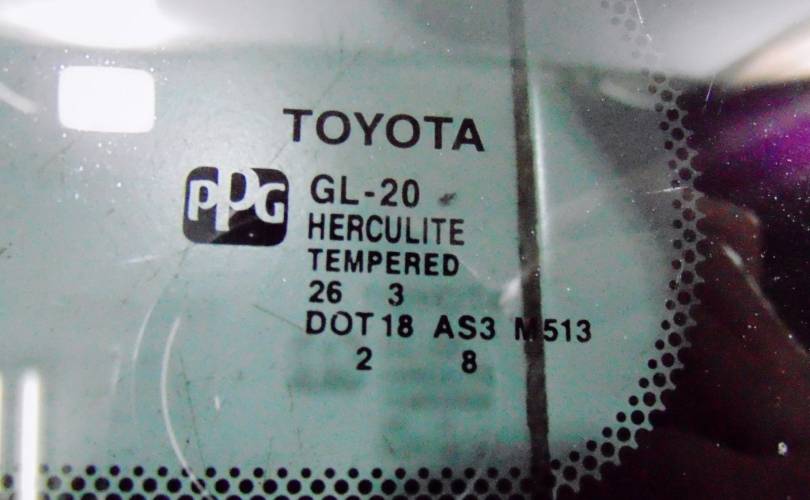 TOYOTA
PPG GL-20
HERCULITE
TEMPERED
26 3
DOT 18 AS3 M513
2 8